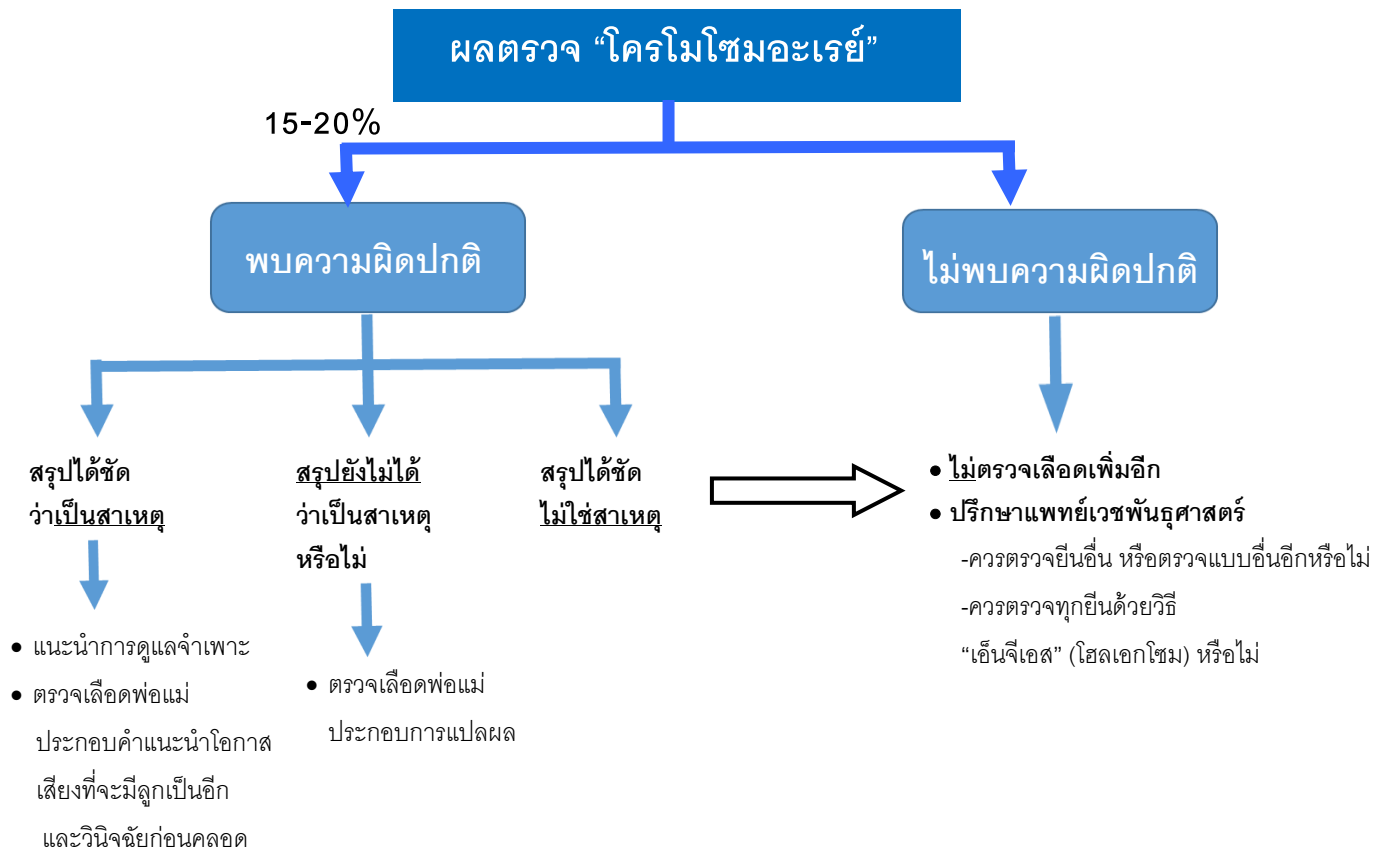 ผลตรวจ “โครโมโซมอะเรย์”
15-20%
พบความผิดปกติ
ไม่พบความผิดปกติ
สรุปได้ชัด
ว่าเป็นสาเหตุ
สรุปยังไม่ได้
ว่าเป็นสาเหตุ
หรือไม่
สรุปได้ชัด
ไม่ใช่สาเหตุ
• ไม่ตรวจเลือดเพิ่มอีก
• ปรึกษาแพทย์เวชพันธุศาสตร์
-ควรตรวจยีนอื่น หรือตรวจแบบอื่นอีกหรือไม่
-ควรตรวจทุกยีนด้วยวิธี
“เอ็นจีเอส” (โฮลเอกโซม) หรือไม่
• แนะนำการดูแลจำเพาะ
• ตรวจเลือดพ่อแม่
ประกอบคำแนะนำโอกาส
เสี่ยงที่จะมีลูกเป็นอีก
และวินิจฉัยก่อนคลอด
• ตรวจเลือดพ่อแม่
ประกอบการแปลผล